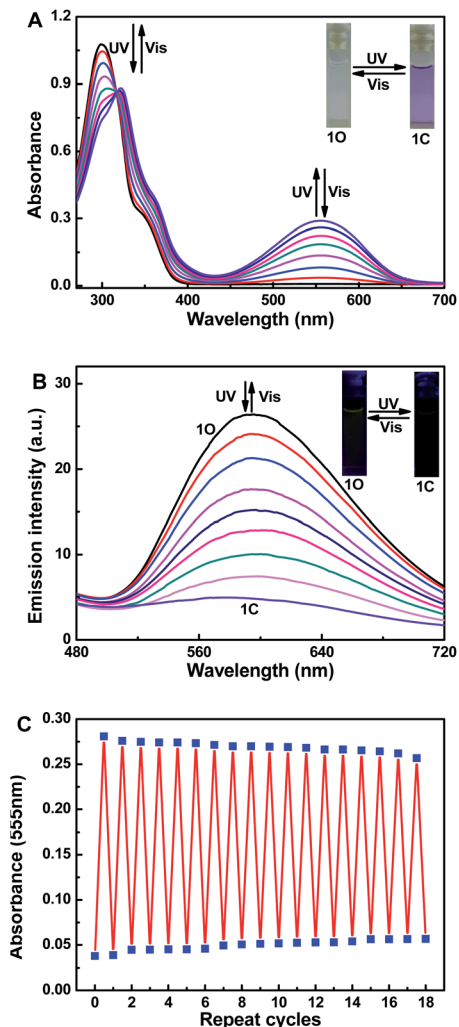 A
UV Vis
UV
Vis
1O 1C
UV Vis
1.2
0.9
0.6
0.3
0.0
Absorbance
300 400 500 600 700
Wavelength (nm)
B
UV Vis
1O
UV
Vis
1O 1C
1C
30
20
10
0
Emission intensity (a.u.)
480 560 640 720
Wavelength (nm)
C
0.30
0.25
0.20
0.15
0.10
0.05
0.00
Absorbance (555nm)
0 2 4 6 8 10 12 14 16 18
Repeat cycles